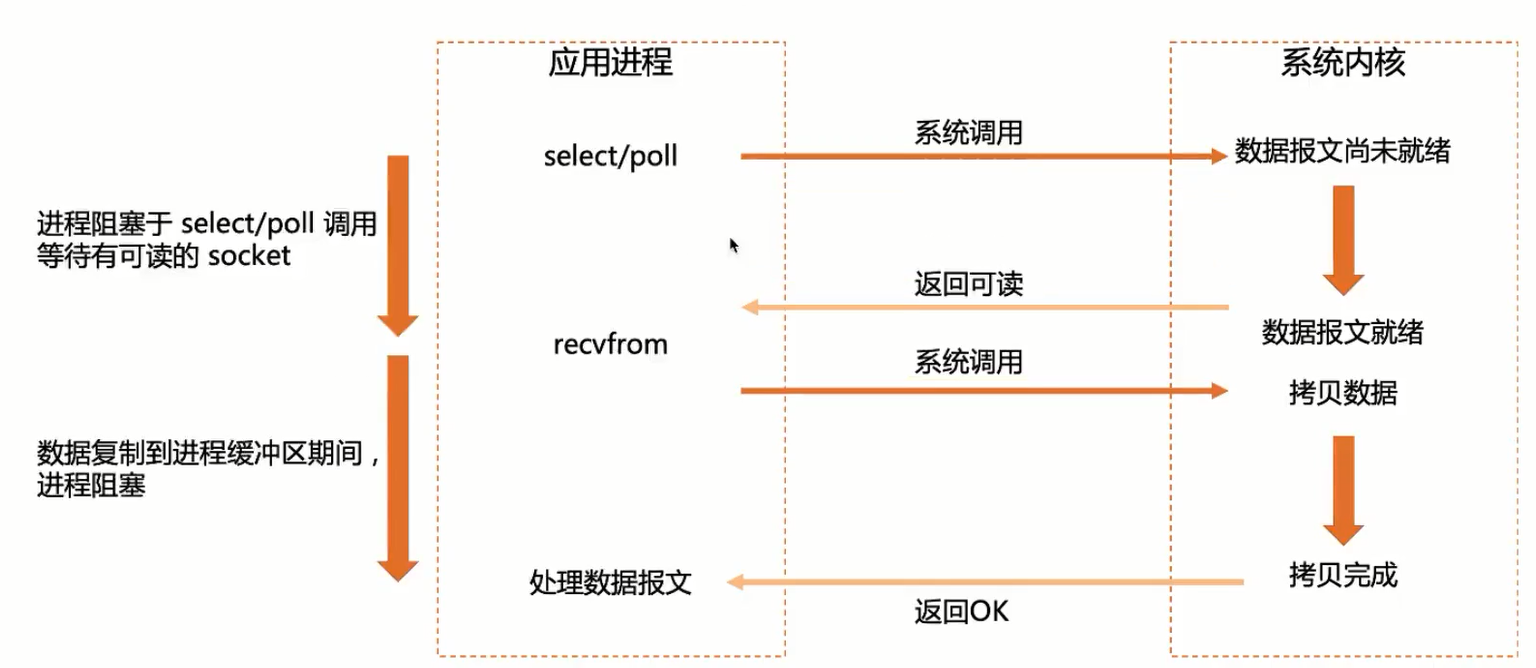 应用进程
系统内核
系统调用
select/poll
数据报文尚未就绪
进程阻塞于 select/poll 调用
等待有可读的 socket
返回可读
数据报文就绪
recvfrom
系统调用
拷贝数据
数据复制到进程缓冲区期间，
进程阻塞
处理数据报文
拷贝完成
返回OK